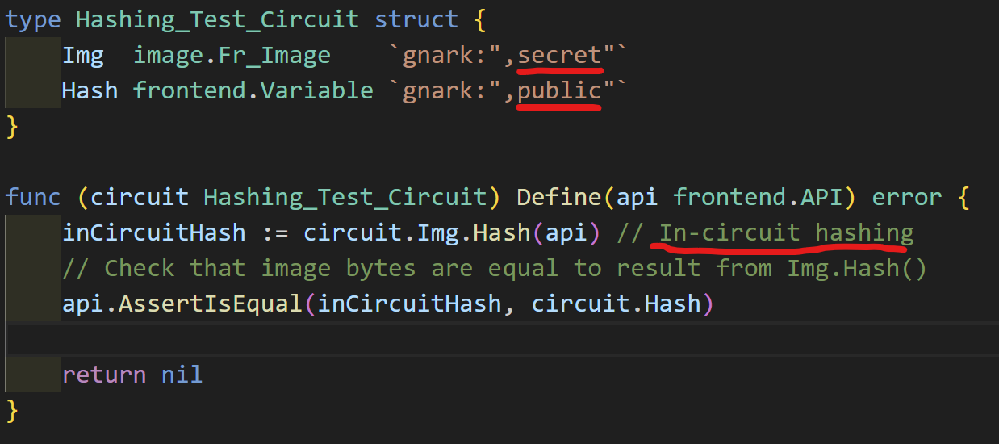 type Hashing_Test_Circuit struct {
Img image.Fr_Image `gnark:",secret"`
Hash frontend.Variable `gnark:",public"`
}
func (circuit Hashing_Test_Circuit) Define(api frontend.API) error {
inCircuitHash := circuit.Img.Hash(api) // In-circuit hashing
// Check that image bytes are equal to result from Img.Hash()
api.AssertIsEqual(inCircuitHash, circuit.Hash)
return nil
}